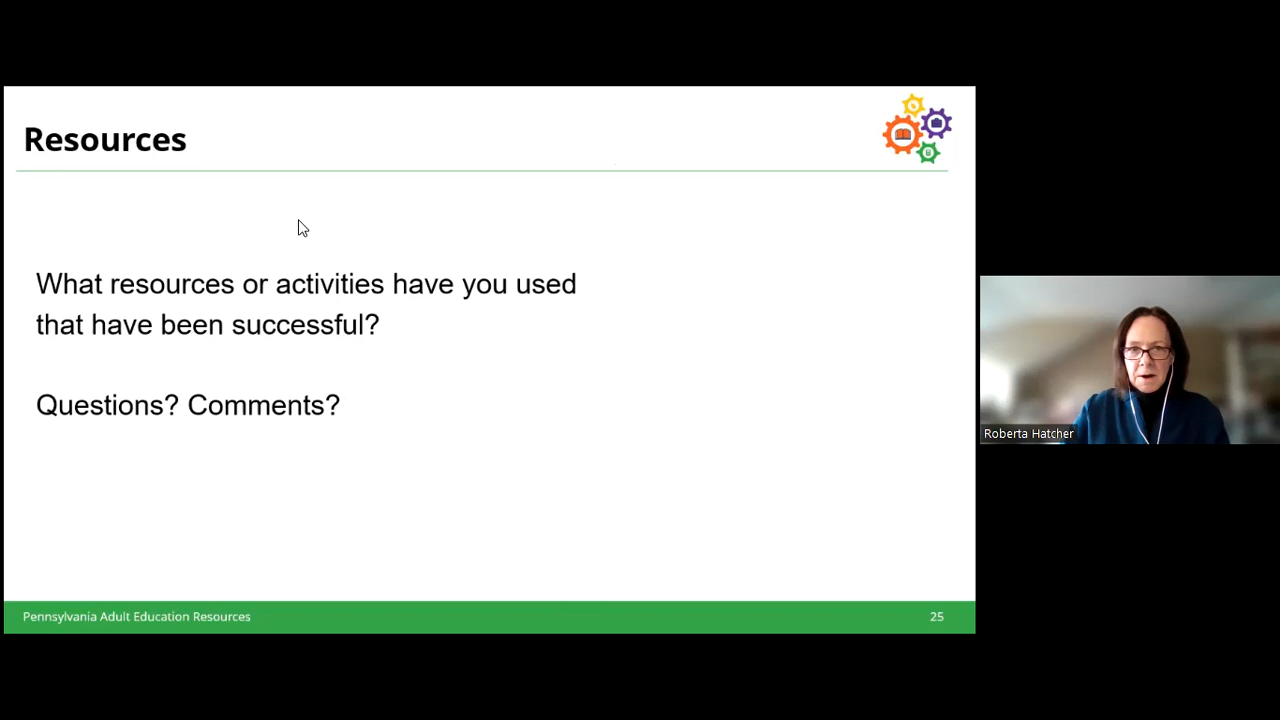 Resources
What resources or activities have you used
that have been successful?
Questions? Comments?
Roberta Hatcher
Pennsylvania Adult Education Resources
25